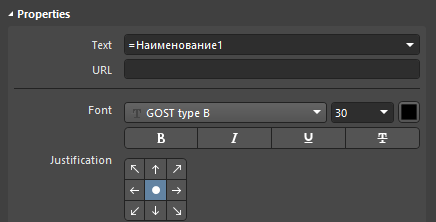 Properties
Text =Наименование1
URL
Font GOST type B 30
B I U T
Justification